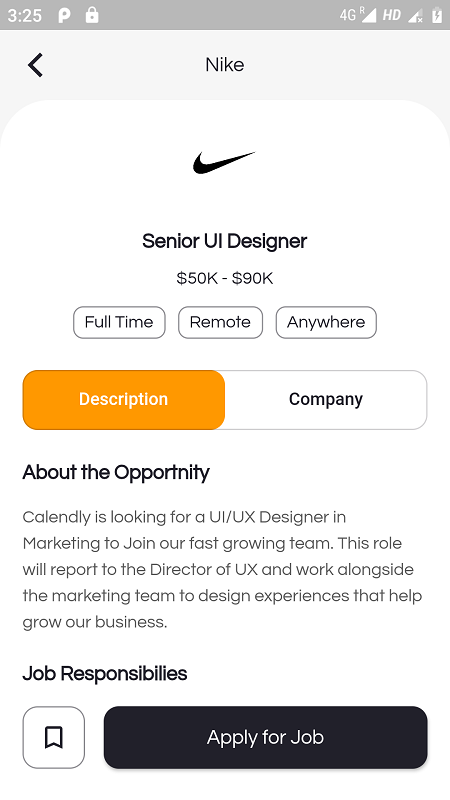 3:25 4G R HD
Nike
Senior UI Designer
$50K - $90K
Full Time Remote Anywhere
Description Company
About the Opportnity
Calendly is looking for a UI/UX Designer in
Marketing to Join our fast growing team. This role
will report to the Director of UX and work alongside
the marketing team to design experiences that help
grow our business.
Job Responsibilies
Apply for Job